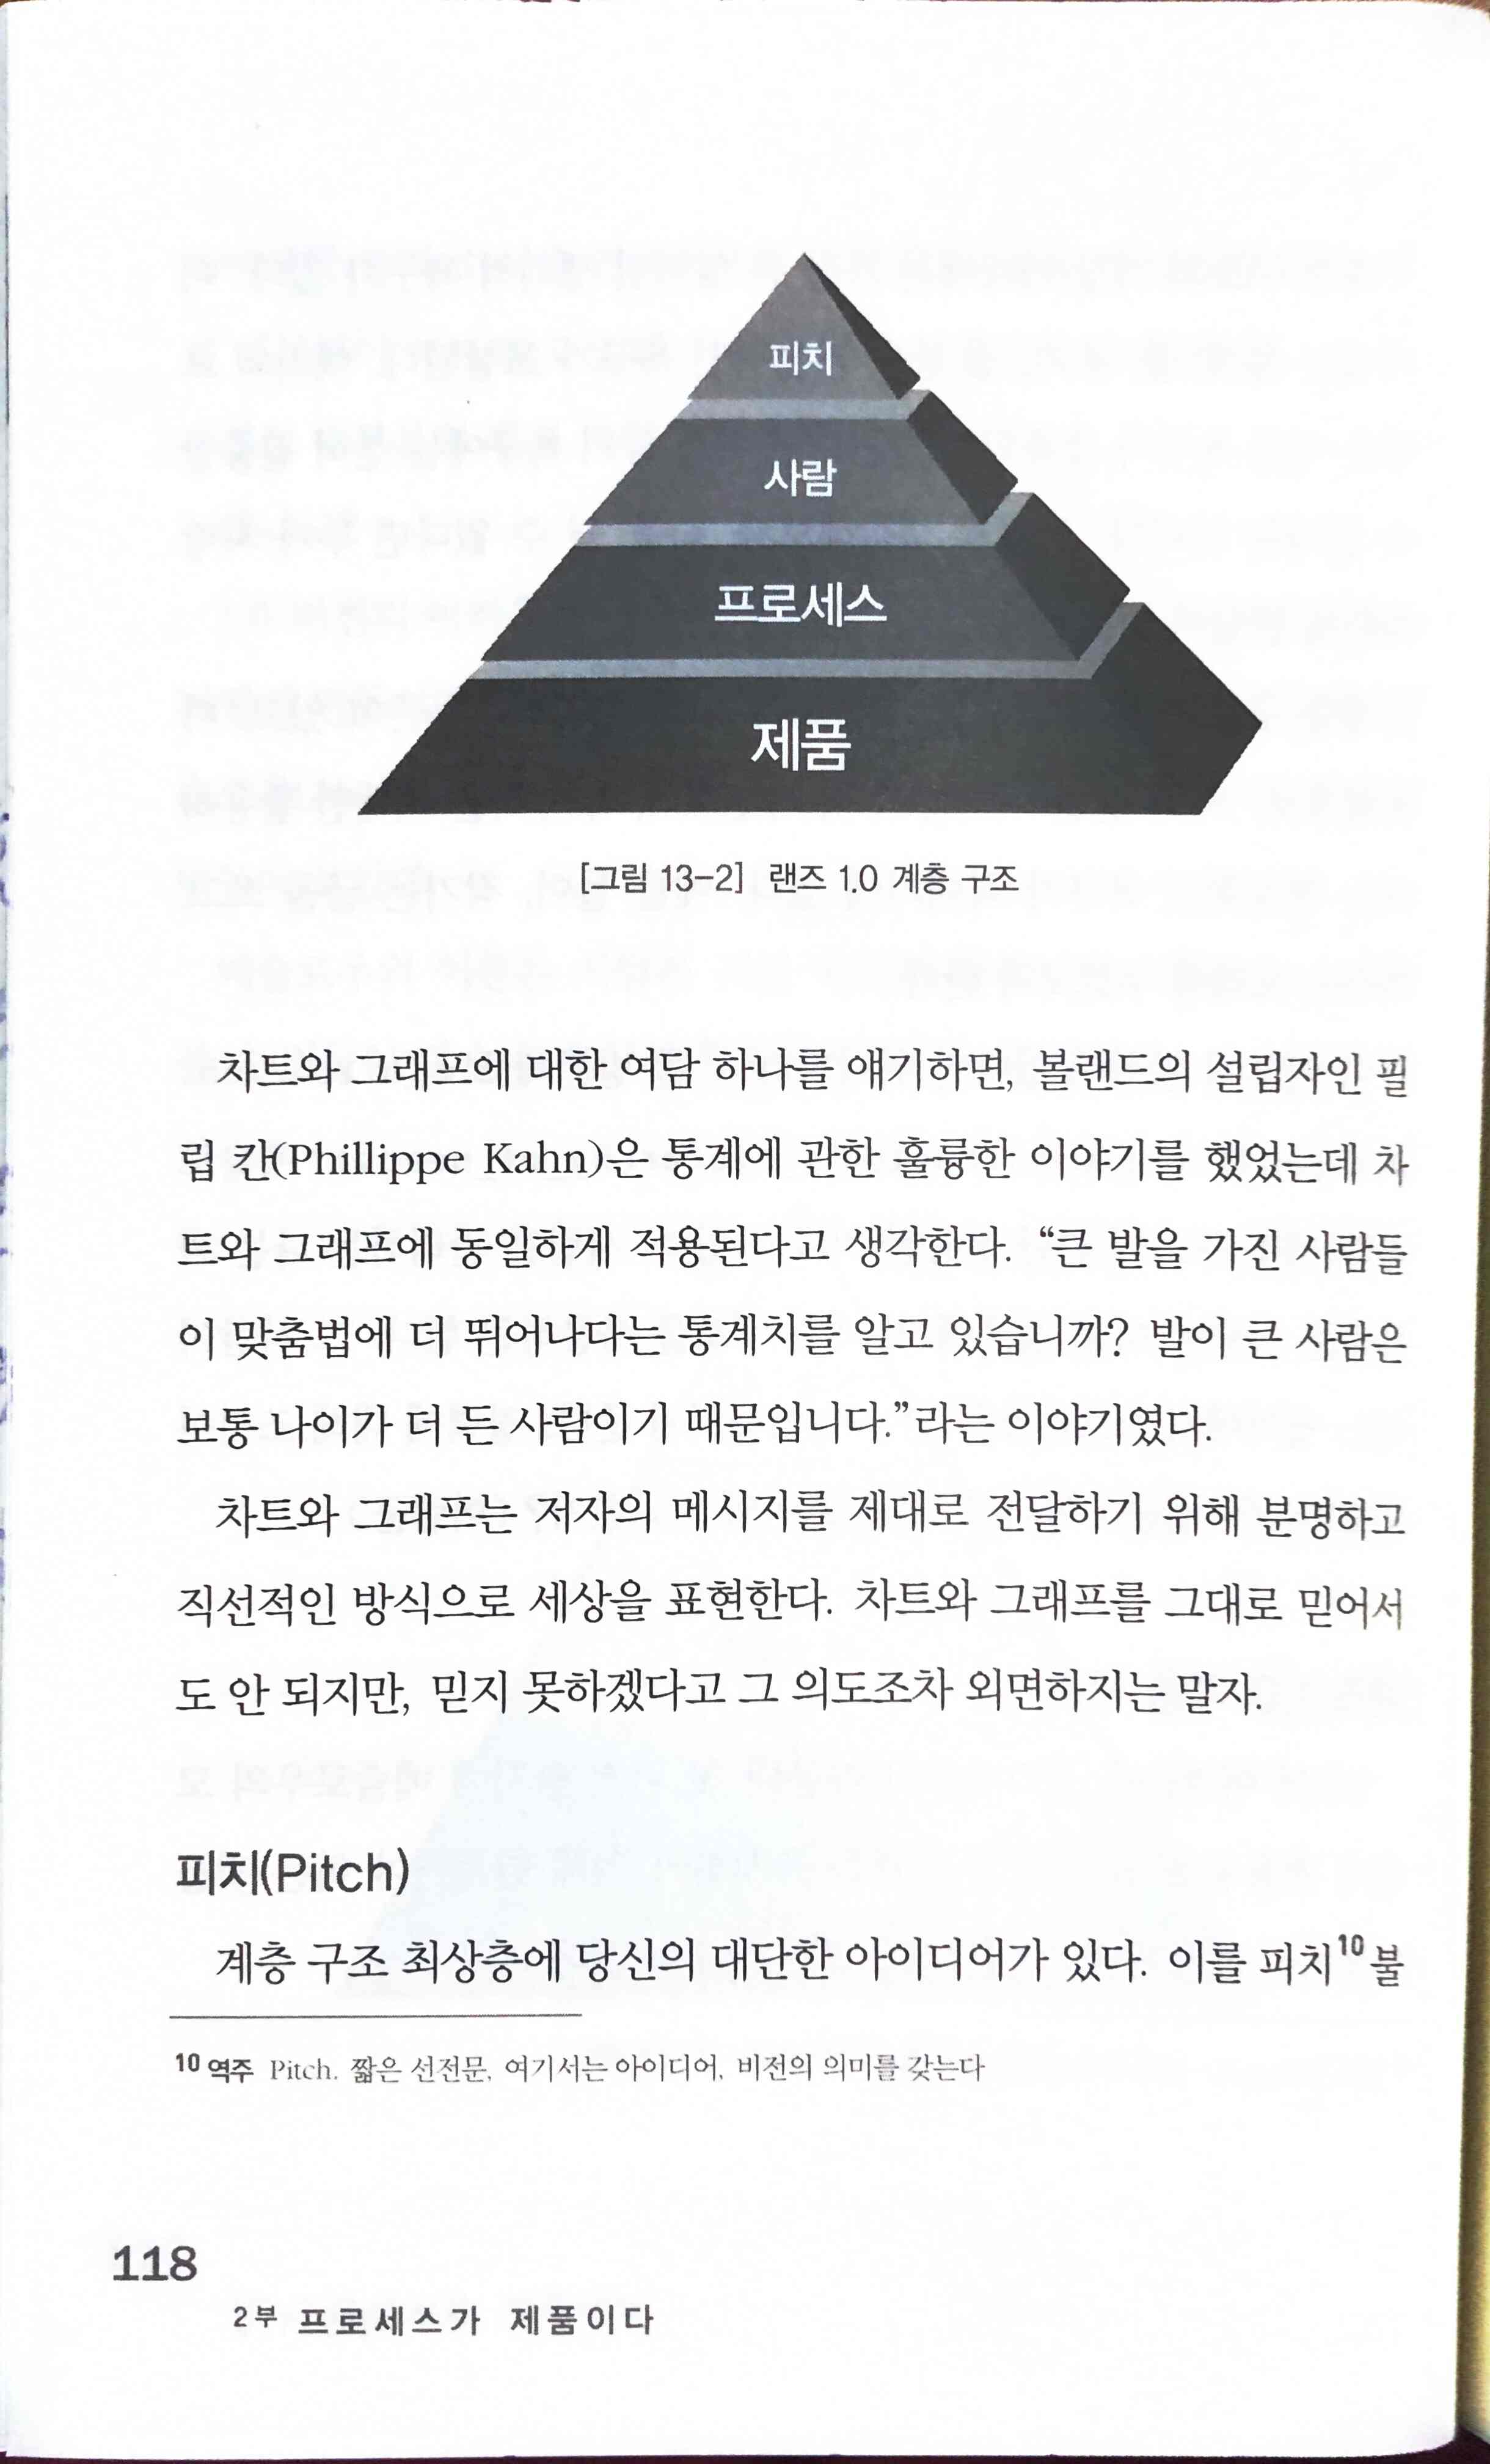 피치
사람
프로세스
제품
[그림 13-2] 랜즈 1.0 계층 구조
차트와 그래프에 대한 여담 하나를 얘기하면, 볼랜드의 설립자인 필
립 칸(Phillippe Kahn)은 통계에 관한 훌륭한 이야기를 했었는데 차
트와 그래프에 동일하게 적용된다고 생각한다. “큰 발을 가진 사람들
이 맞춤법에 더 뛰어나다는 통계치를 알고 있습니까? 발이 큰 사람은
보통 나이가 더 든 사람이기 때문입니다.”라는 이야기였다.
차트와 그래프는 저자의 메시지를 제대로 전달하기 위해 분명하고
직선적인 방식으로 세상을 표현한다. 차트와 그래프를 그대로 믿어서
도 안 되지만, 믿지 못하겠다고 그 의도조차 외면하지는 말자.
피치(Pitch)
계층 구조 최상층에 당신의 대단한 아이디어가 있다. 이를 피치10 불
10 역주 Pitch. 짧은 선전문, 여기서는 아이디어, 비전의 의미를 갖는다
118
2부 프로세스가 제품이다